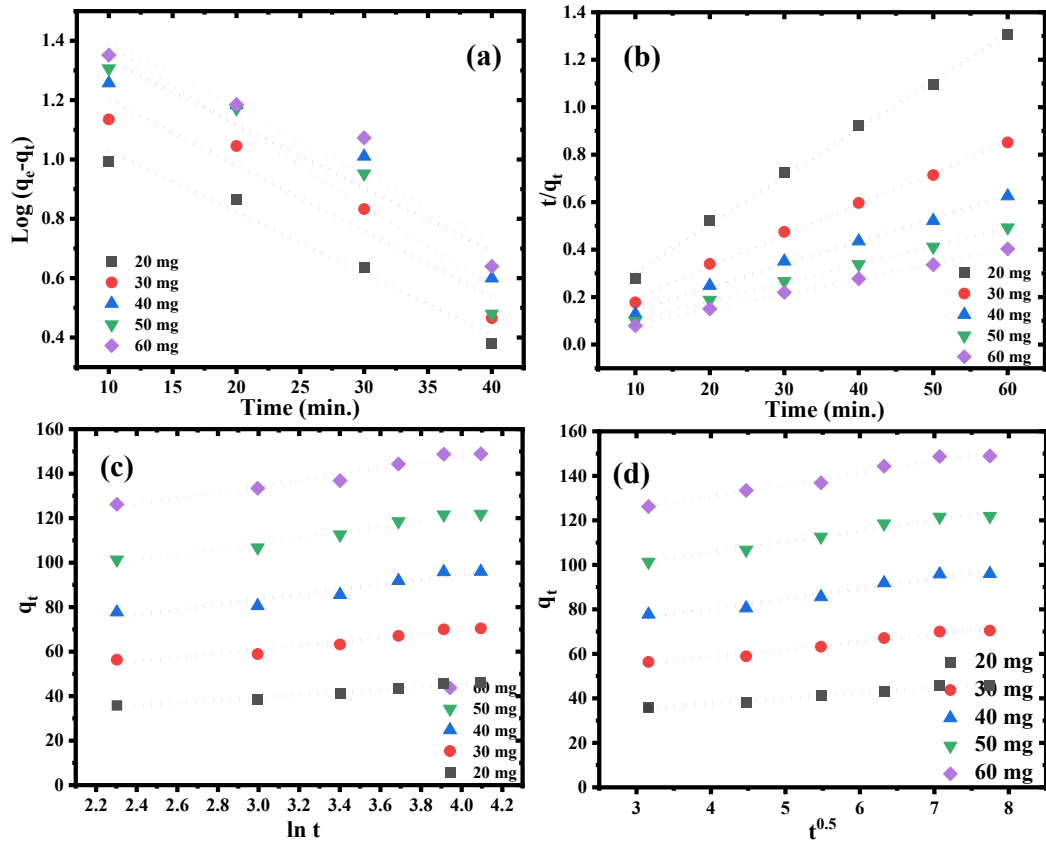 (a)
Log (qₑ-qₜ)
1.4
1.2
1.0
0.8
0.6
0.4
20 mg
30 mg
40 mg
50 mg
60 mg
10 15 20 25 30 35 40
Time (min.)
(b)
t/qₜ
1.4
1.2
1.0
0.8
0.6
0.4
0.2
0.0
20 mg
30 mg
40 mg
50 mg
60 mg
10 20 30 40 50 60
Time (min.)
(c)
qₜ
160
140
120
100
80
60
40
20
0
60 mg
50 mg
40 mg
30 mg
20 mg
2.2 2.4 2.6 2.8 3.0 3.2 3.4 3.6 3.8 4.0 4.2
ln t
(d)
qₜ
160
140
120
100
80
60
40
20
0
20 mg
30 mg
40 mg
50 mg
60 mg
3 4 5 6 7 8
t⁰·⁵